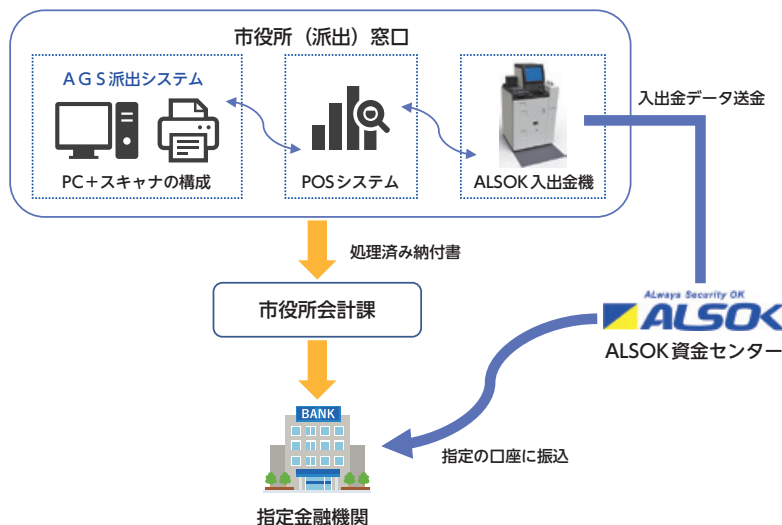 市役所（派出）窓口
AGS派出システム
PC＋スキャナの構成
POSシステム
ALSOK入出金機
入出金データ送金
処理済み納付書
市役所会計課
ALways Security OK
ALSOK
ALSOK資金センター
BANK
指定の口座に振込
指定金融機関